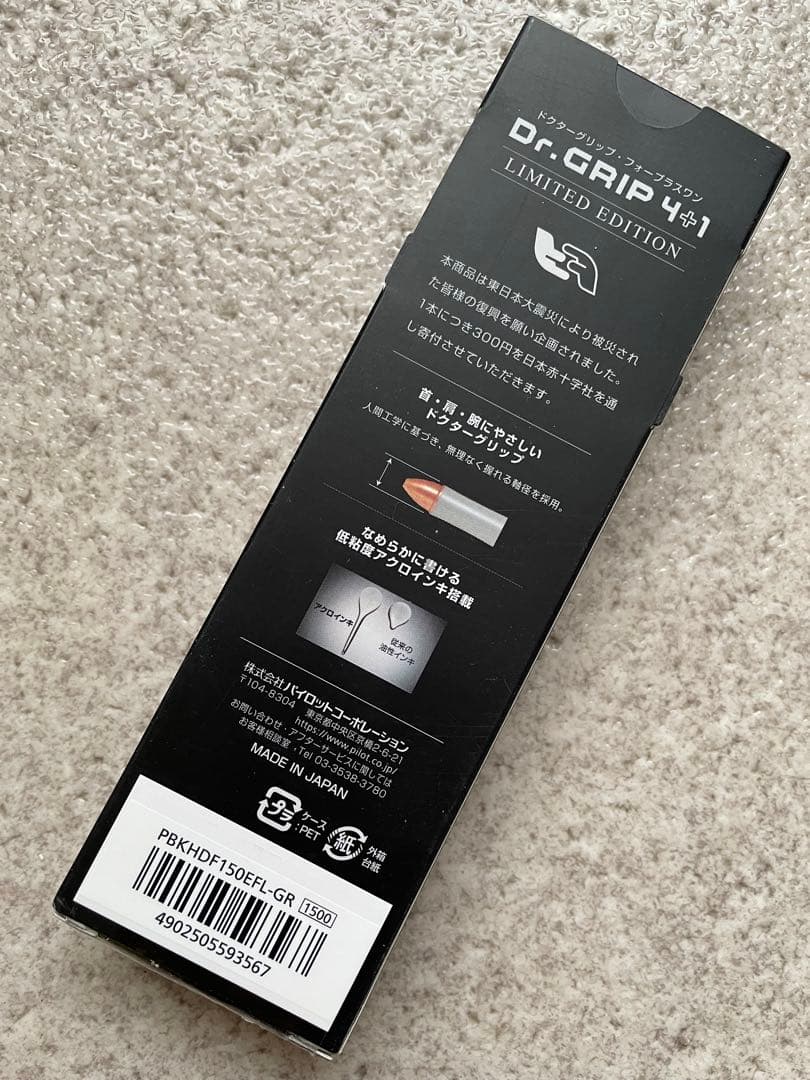 ドクターグリップ・フォープラスワン
Dr.GRIP 4+1
LIMITED EDITION
本商品は東日本大震災により被災され
た皆様の復興を願い企画されました。
1本につき300円を日本赤十字社を通
し寄付させていただきます。
首・肩・腕にやさしい
ドクターグリップ
人間工学に基づき、無理なく握れる軸径を採用。
なめらかに書ける
低粘度アクロインキ搭載
アクロインキ
従来の
油性インキ
株式会社パイロットコーポレーション
〒104-8304 東京都中央区京橋2-6-21
https://www.pilot.co.jp/
お問い合わせ・アフターサービスに関しては
お客様相談室・Tel 03-3538-3780
MADE IN JAPAN
プラ
ケース
:PET
紙
外箱
台紙
PBKHDF150EFL-GR 1500
4902505593567